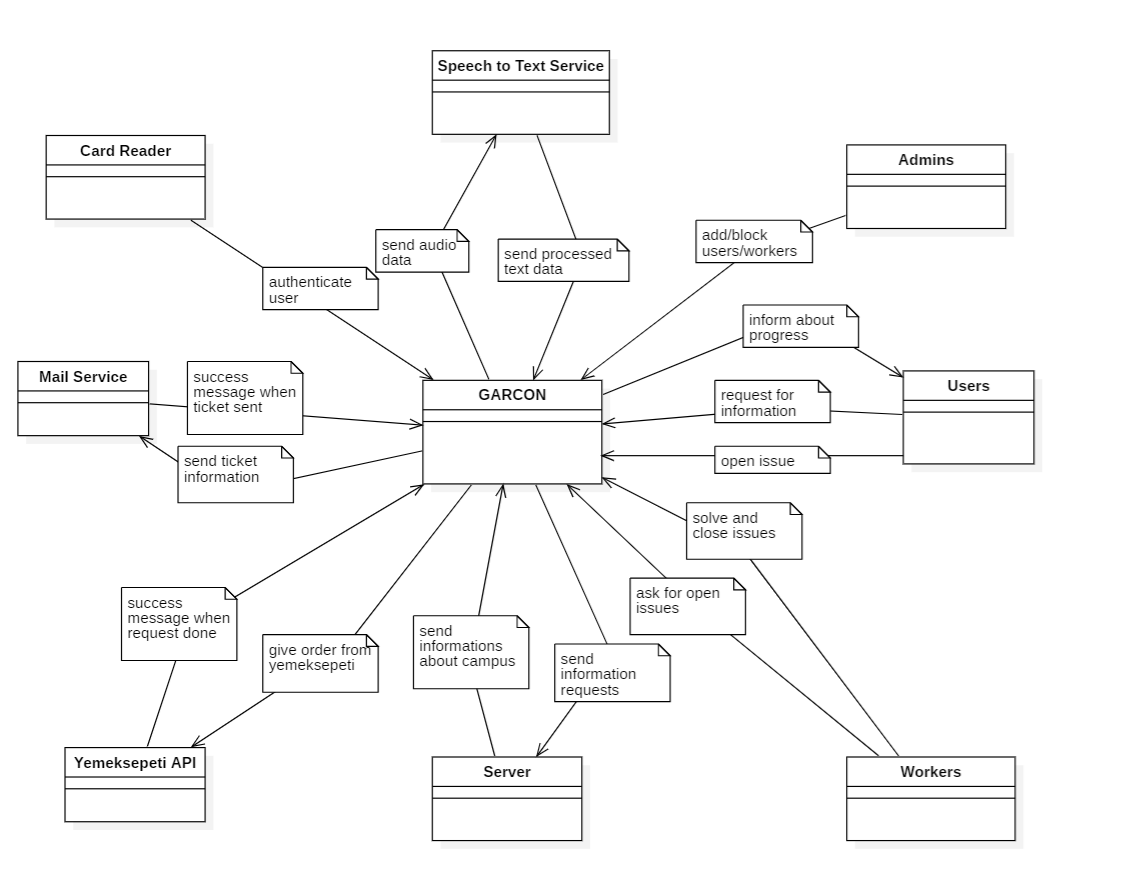 Speech to Text Service
Card Reader
Admins
add/block
users/workers
send audio
data
send processed
text data
authenticate
user
inform about
progress
Mail Service
success
message when
ticket sent
GARCON
Users
request for
information
send ticket
information
open issue
solve and
close issues
ask for open
issues
success
message when
request done
give order from
yemeksepeti
send
informations
about campus
send
information
requests
Yemeksepeti API
Server
Workers